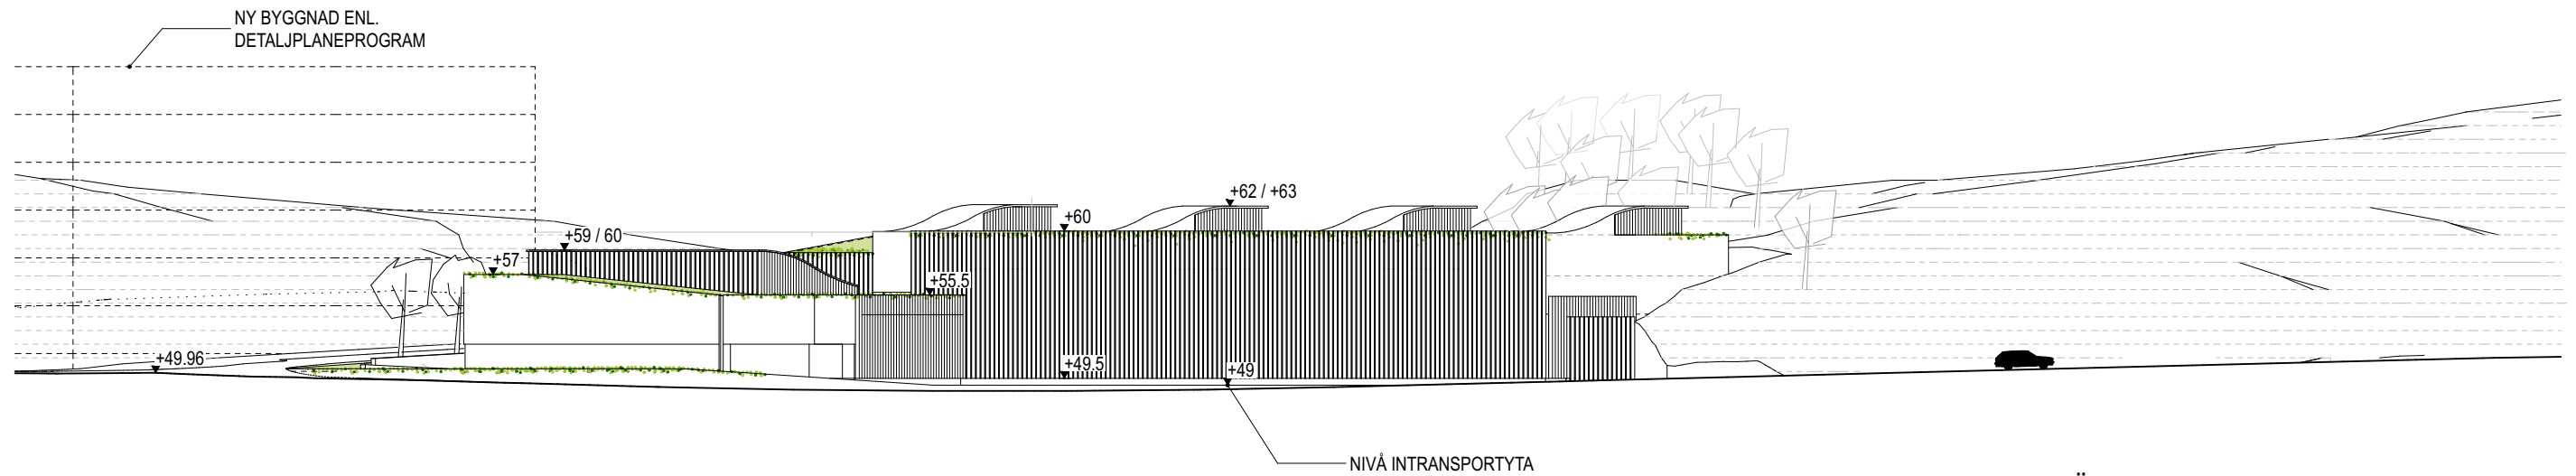 NY BYGGNAD ENL.
DETALJPLANEPROGRAM
+62 / +63
+60
+59 / 60
+57
+55.5
+49.96
+49.5
+49
NIVÅ INTRANSPORTYTA